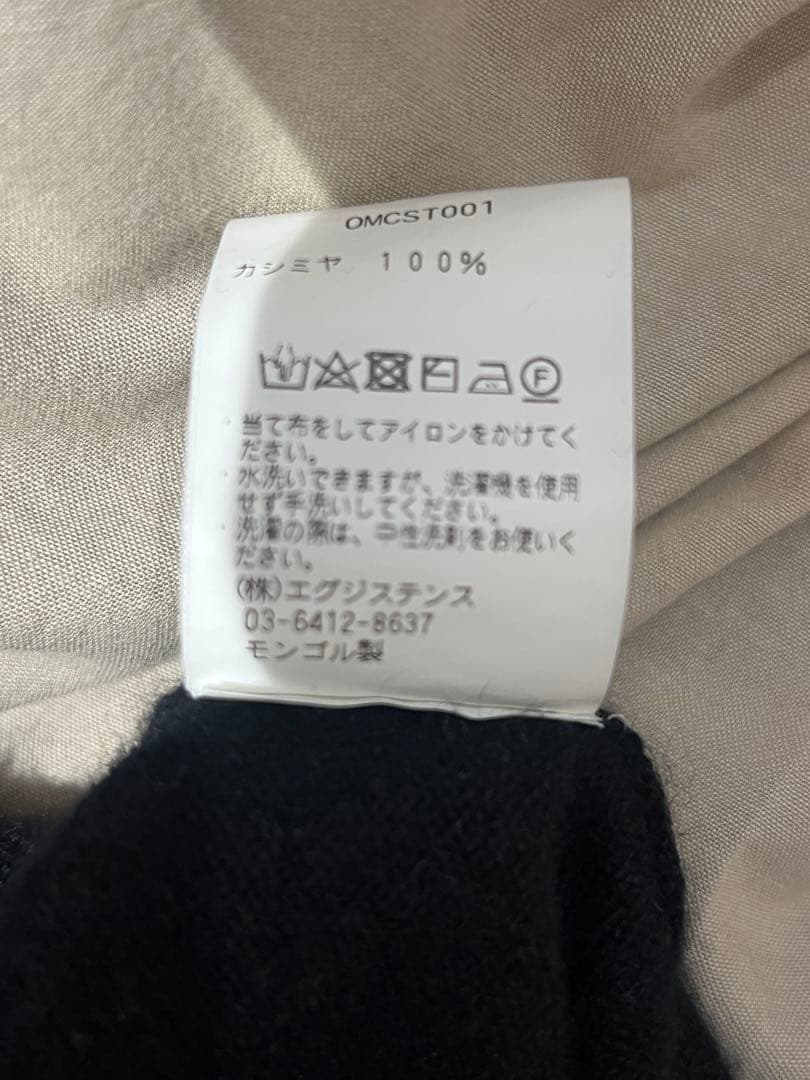 OMCST001
カシミヤ 100%
F
当て布をしてアイロンをかけてく
ださい。
水洗いできますが、洗濯機を使用
せず手洗いしてください。
洗濯の際は、中性洗剤をお使いく
ださい。
(株)エグジステンス
03-6412-8637
モンゴル製